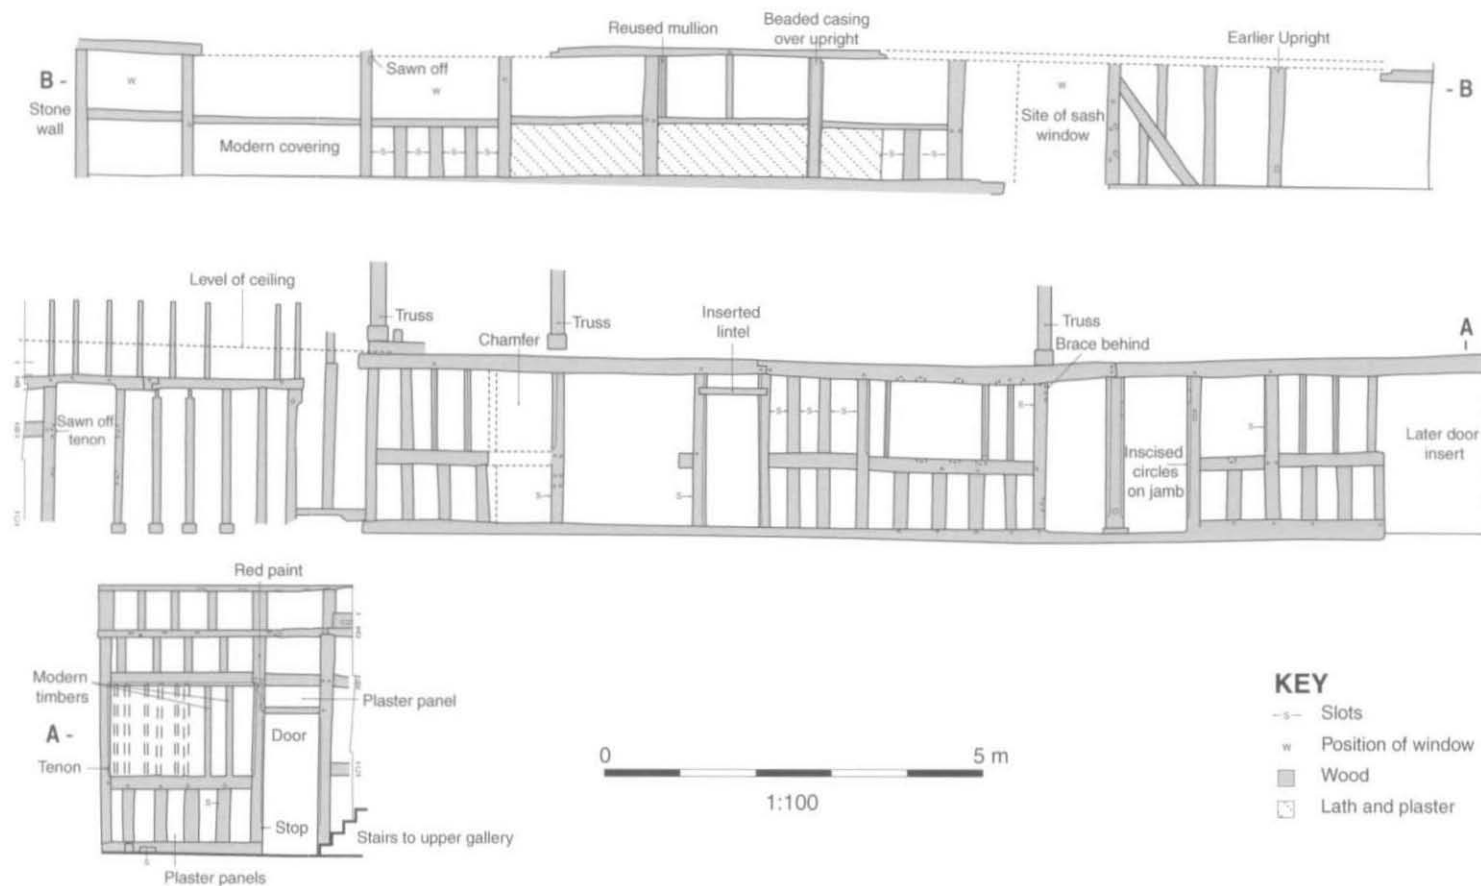 Reused mullion
Beaded casing
over upright
Earlier Upright
B -
Stone
wall
w
Sawn off
w
w
- B
Site of sash
window
Modern covering
-s-
-s-
-s-
-s-
-s-
-s-
Level of ceiling
Truss
Chamfer
Truss
Inserted
lintel
Truss
Brace behind
A
Sawn off
tenon
s
s
-s-
-s-
-s-
s
Inscised
circles
on jamb
s
Later door
insert
Red paint
Modern
timbers
Plaster panel
A -
Door
Tenon
s
Stop
Stairs to upper gallery
s
Plaster panels
0
5 m
1:100
KEY
-s- Slots
w Position of window
Wood
Lath and plaster